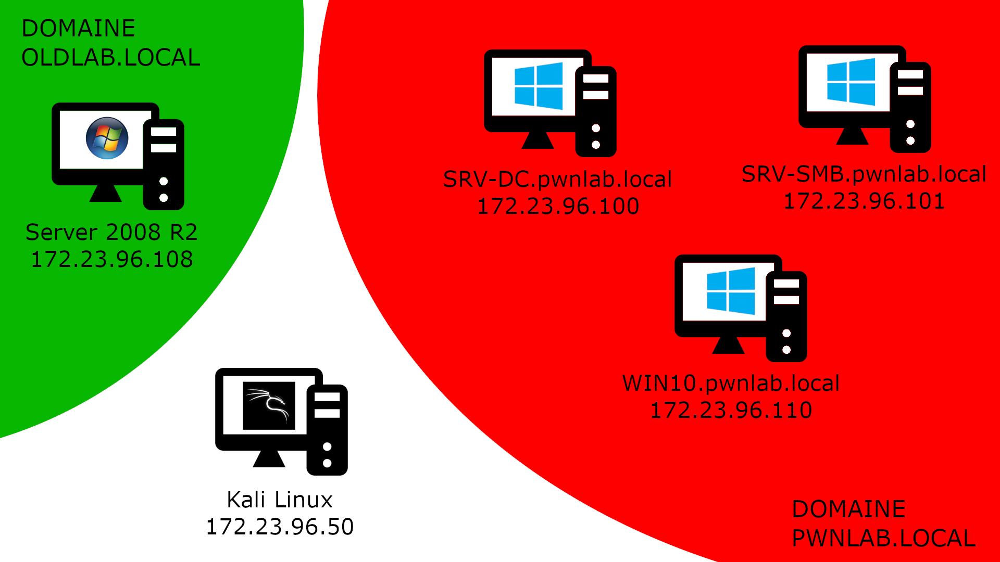 DOMAINE
OLDLAB.LOCAL
Server 2008 R2
172.23.96.108
SRV-DC.pwnlab.local
172.23.96.100
SRV-SMB.pwnlab.local
172.23.96.101
WIN10.pwnlab.local
172.23.96.110
Kali Linux
172.23.96.50
DOMAINE
PWNLAB.LOCAL